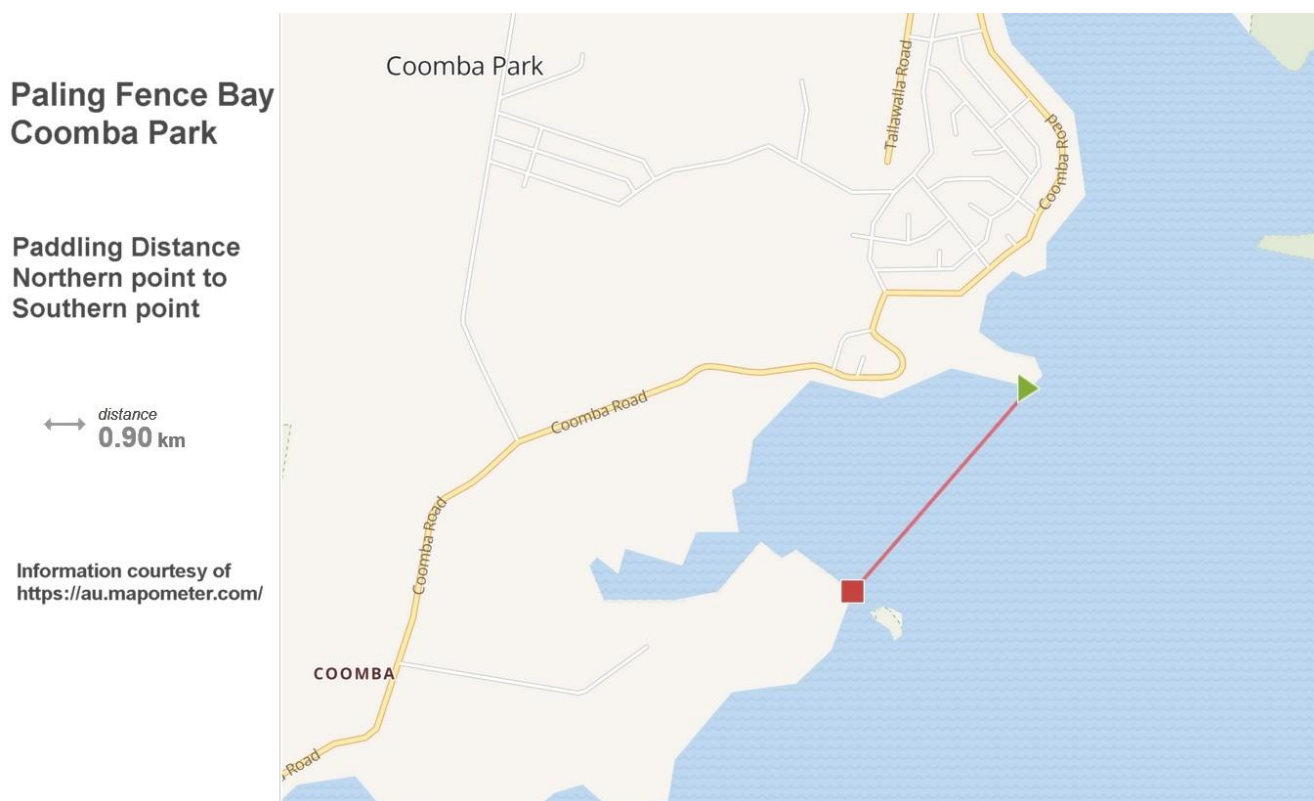 Paling Fence Bay
Coomba Park
Paddling Distance
Northern point to
Southern point
distance
0.90 km
Information courtesy of
https://au.mapometer.com/
Coomba Park
Tallawalla Road
Coomba Road
Coomba Road
Coomba Road
COOMBA
Road